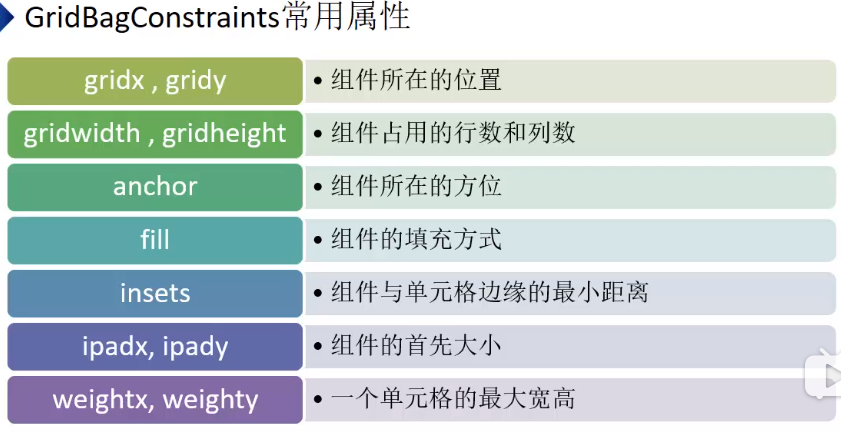 GridBagConstraints常用属性
gridx , gridy
• 组件所在的位置
gridwidth , gridheight
• 组件占用的行数和列数
anchor
• 组件所在的方位
fill
• 组件的填充方式
insets
• 组件与单元格边缘的最小距离
ipadx, ipady
• 组件的首先大小
weightx, weighty
• 一个单元格的最大宽高